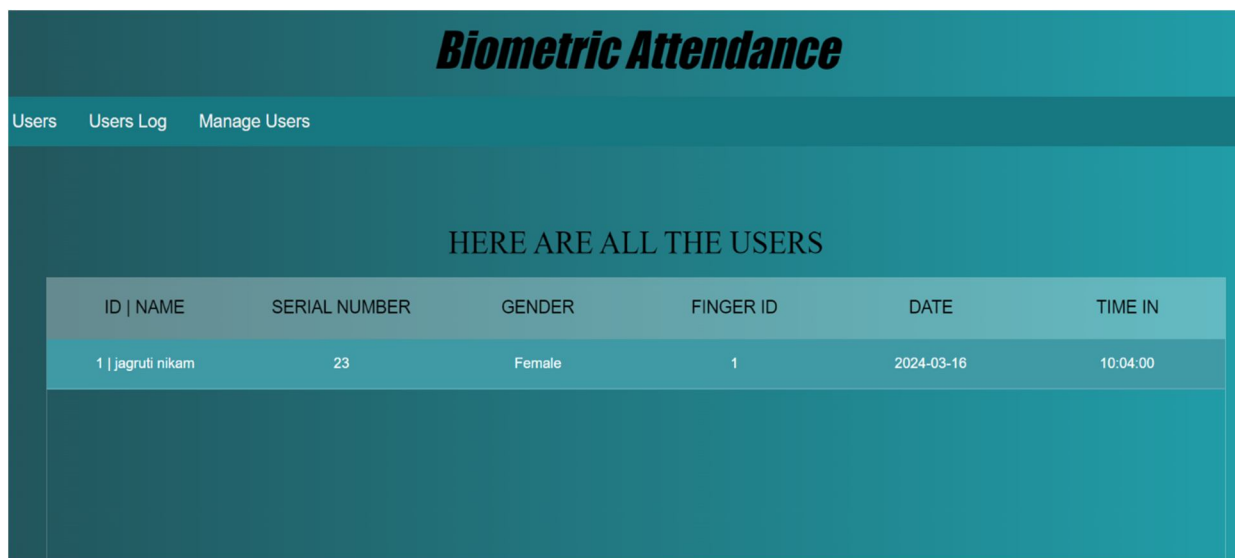 Biometric Attendance
Users Users Log Manage Users
HERE ARE ALL THE USERS
ID | NAME SERIAL NUMBER GENDER FINGER ID DATE TIME IN
1 | jagruti nikam 23 Female 1 2024-03-16 10:04:00